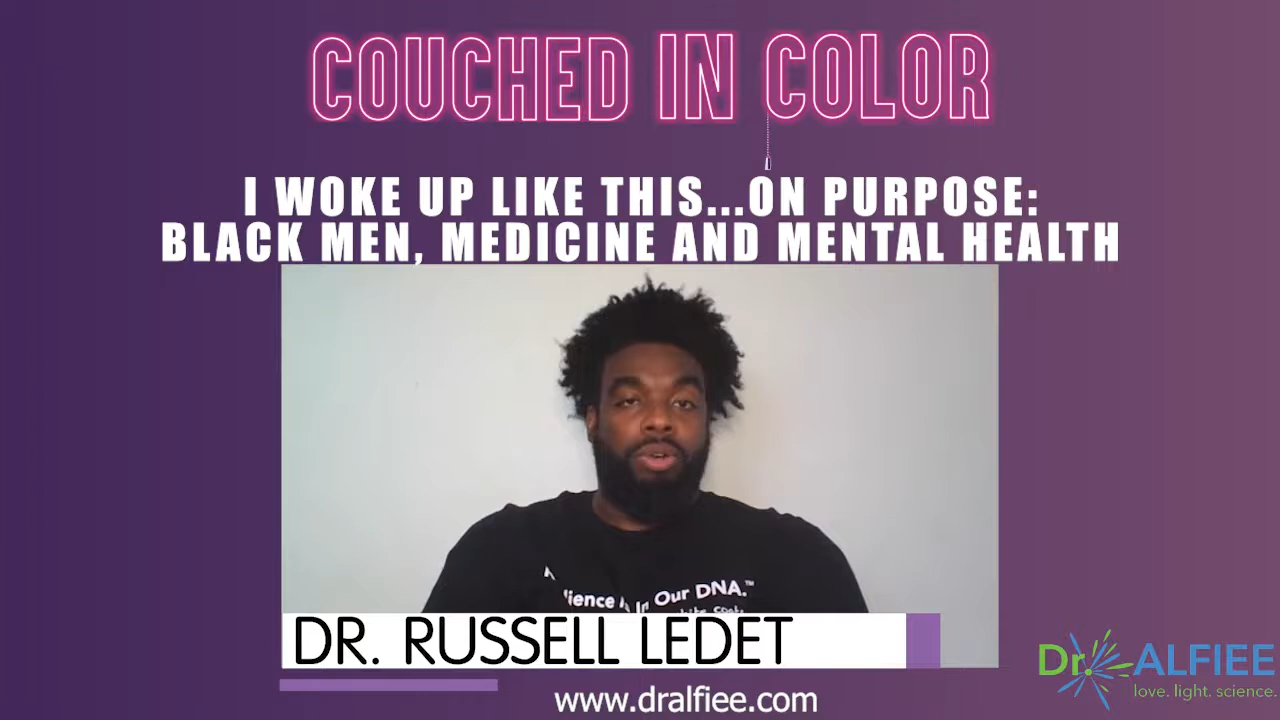 COUCHED IN COLOR
I WOKE UP LIKE THIS...ON PURPOSE:
BLACK MEN, MEDICINE AND MENTAL HEALTH
Our DNA.™
DR. RUSSELL LEDET
www.dralfiee.com
Dr. ALFIEE
love. light. science.